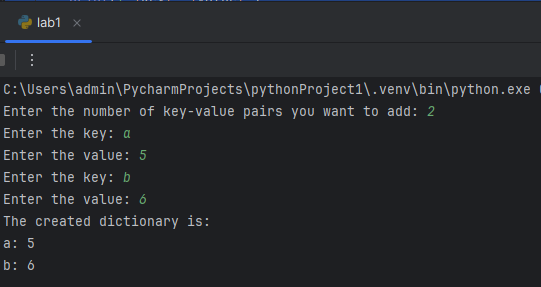 lab1
C:\Users\admin\PycharmProjects\pythonProject1\.venv\bin\python.exe
Enter the number of key-value pairs you want to add: 2
Enter the key: a
Enter the value: 5
Enter the key: b
Enter the value: 6
The created dictionary is:
a: 5
b: 6